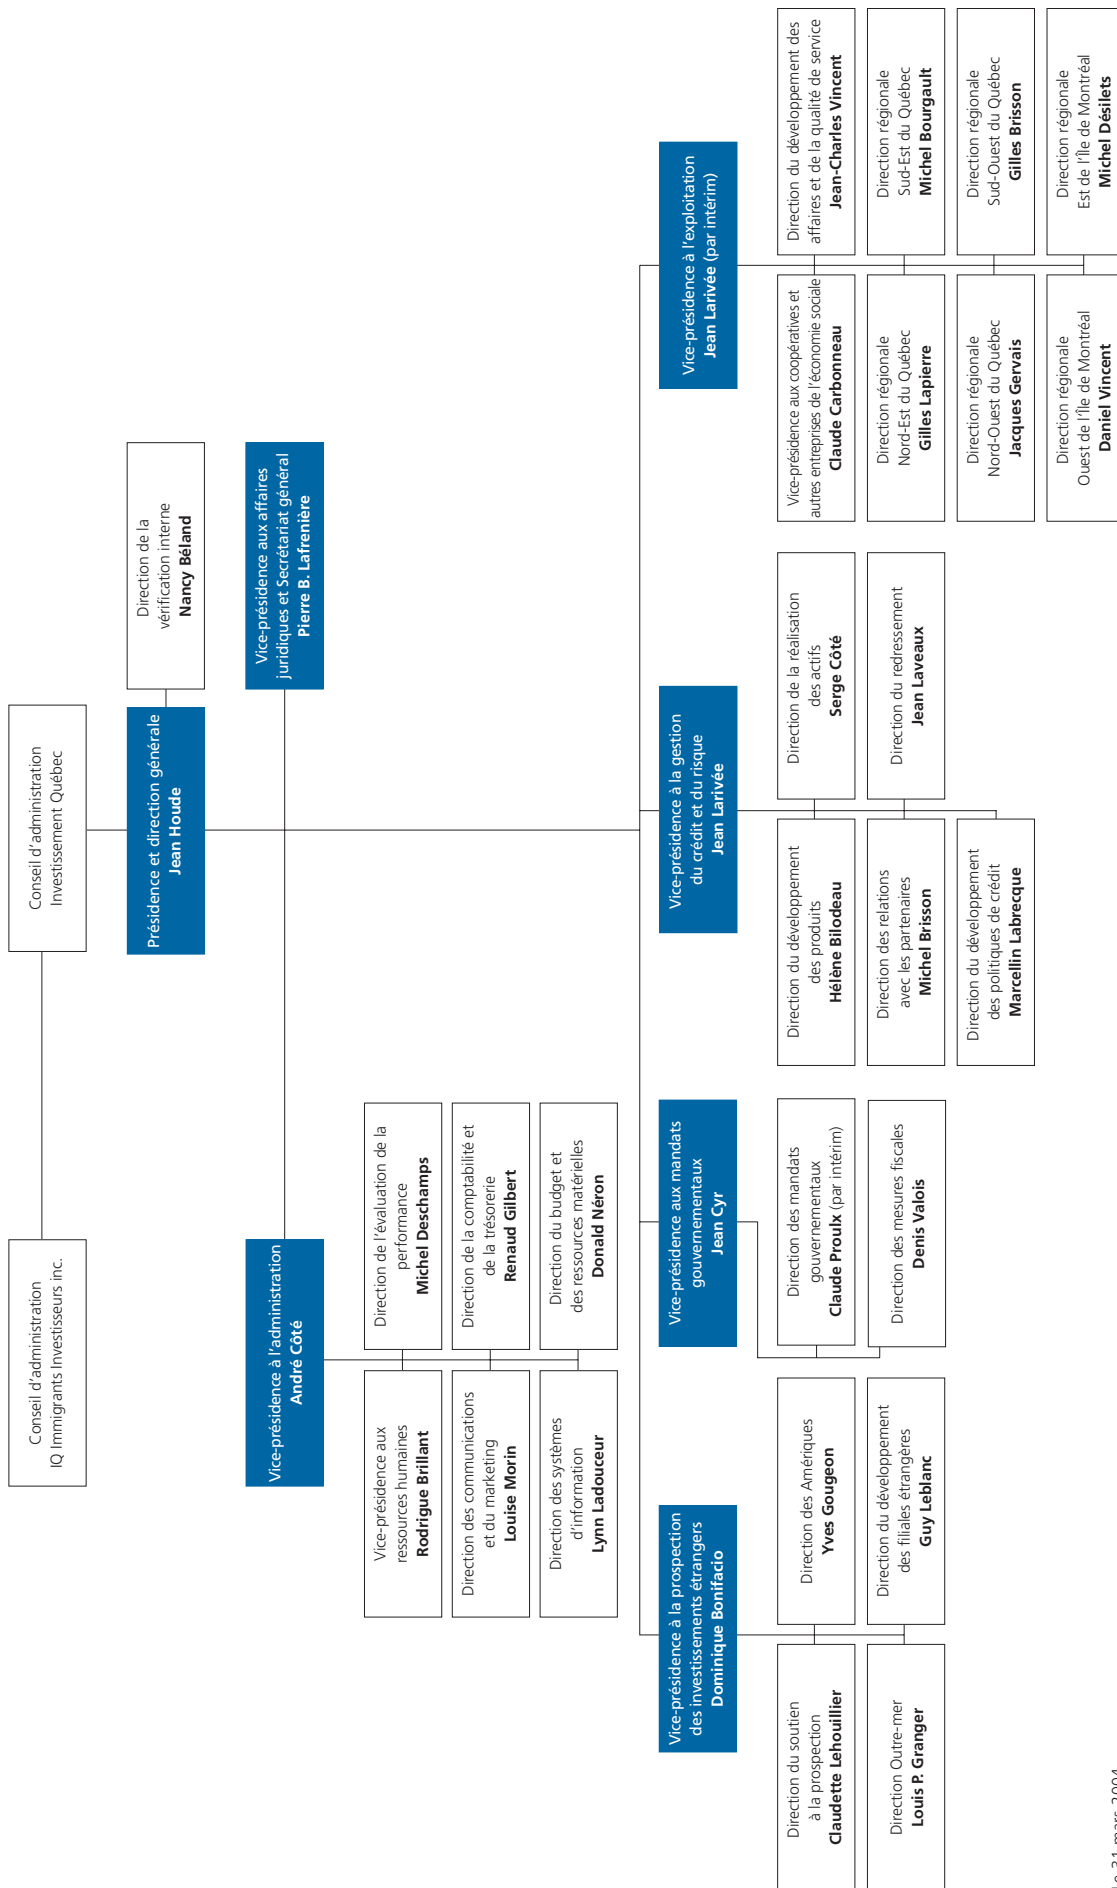 Conseil d'administration
IQ Immigrants Investisseurs inc.
Conseil d'administration
Investissement Québec
Présidence et direction générale
Jean Houde
Direction de la
vérification interne
Nancy Béland
Vice-présidence à l'administration
André Côté
Vice-présidence aux affaires
juridiques et Secrétariat général
Pierre B. Lafrenière
Vice-présidence aux
ressources humaines
Rodrigue Brillant
Direction de l'évaluation de la
performance
Michel Deschamps
Direction des communications
et du marketing
Louise Morin
Direction de la comptabilité et
de la trésorerie
Renaud Gilbert
Direction des systèmes
d'information
Lynn Ladouceur
Direction du budget et
des ressources matérielles
Donald Néron
Vice-présidence à la prospection
des investissements étrangers
Dominique Bonifacio
Vice-présidence aux mandats
gouvernementaux
Jean Cyr
Vice-présidence à la gestion
du crédit et du risque
Jean Larivée
Vice-présidence à l'exploitation
Jean Larivée (par intérim)
Direction du soutien
à la prospection
Claudette Lehouillier
Direction des Amériques
Yves Gougeon
Direction Outre-mer
Louis P. Granger
Direction du développement
des filiales étrangères
Guy Leblanc
Direction des mandats
gouvernementaux
Claude Proulx (par intérim)
Direction des mesures fiscales
Denis Valois
Direction du développement
des produits
Hélène Bilodeau
Direction de la réalisation
des actifs
Serge Côté
Direction des relations
avec les partenaires
Michel Brisson
Direction du redressement
Jean Laveaux
Direction du développement
des politiques de crédit
Marcellin Labrecque
Vice-présidence aux coopératives et
autres entreprises de l'économie sociale
Claude Carbonneau
Direction du développement des
affaires et de la qualité de service
Jean-Charles Vincent
Direction régionale
Nord-Est du Québec
Gilles Lapierre
Direction régionale
Sud-Est du Québec
Michel Bourgault
Direction régionale
Nord-Ouest du Québec
Jacques Gervais
Direction régionale
Sud-Ouest du Québec
Gilles Brisson
Direction régionale
Ouest de l'Île de Montréal
Daniel Vincent
Direction régionale
Est de l'Île de Montréal
Michel Désilets
31 mars 2004